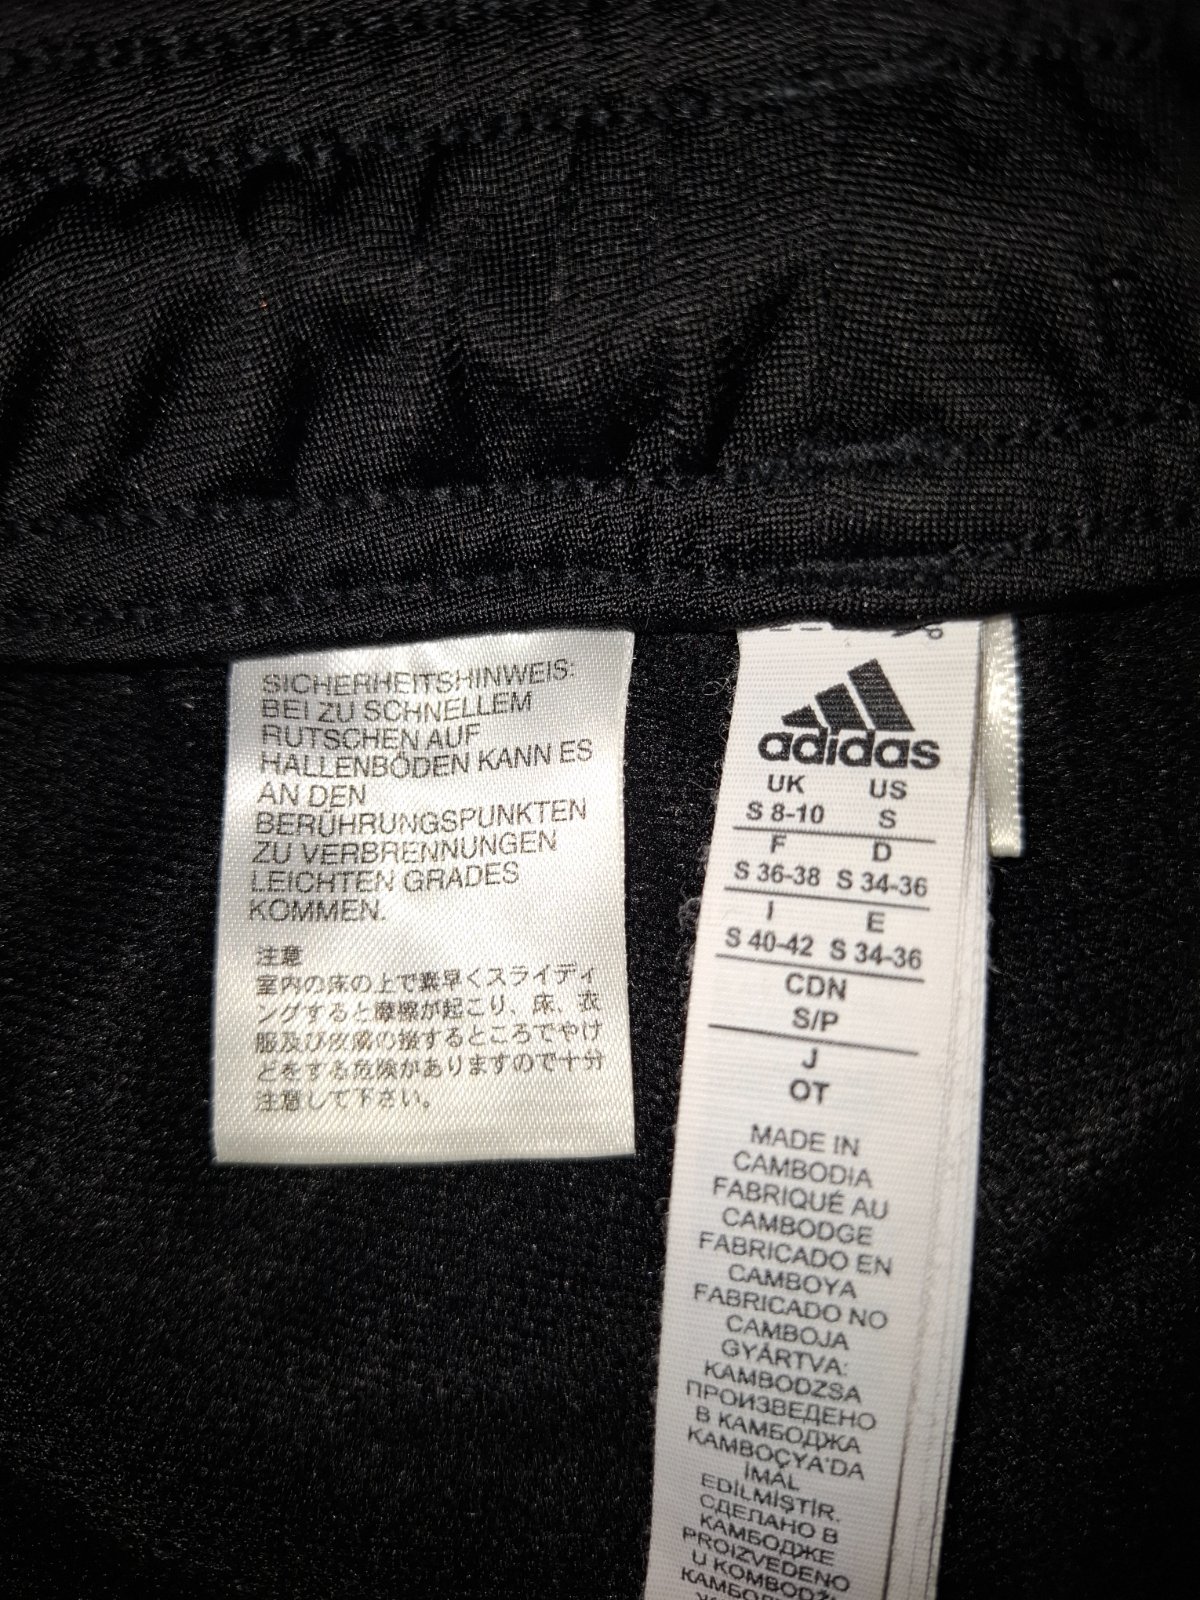 SICHERHEITSHINWEIS:
BEI ZU SCHNELLEM
RUTSCHEN AUF
HALLENBÖDEN KANN ES
AN DEN
BERÜHRUNGSPUNKTEN
ZU VERBRENNUNGEN
LEICHTEN GRADES
KOMMEN.
注意
室内の床の上で素早くスライディ
ングすると摩擦が起こり、床、衣
服及び皮膚の接するところでやけ
どをする危険がありますので十分
注意して下さい。
adidas
UK US
S 8-10 S
F D
S 36-38 S 34-36
I E
S 40-42 S 34-36
CDN
S/P
J
OT
MADE IN
CAMBODIA
FABRIQUÉ AU
CAMBODGE
FABRICADO EN
CAMBOYA
FABRICADO NO
CAMBOJA
GYÁRTVA:
KAMBODZSA
ПРОИЗВЕДЕНО
В КАМБОДЖА
KAMBOÇYA'DA
İMAL
EDİLMİŞTİR.
СДЕЛАНО В
КАМБОДЖЕ
PROIZVEDENO
U KOMBODŽI